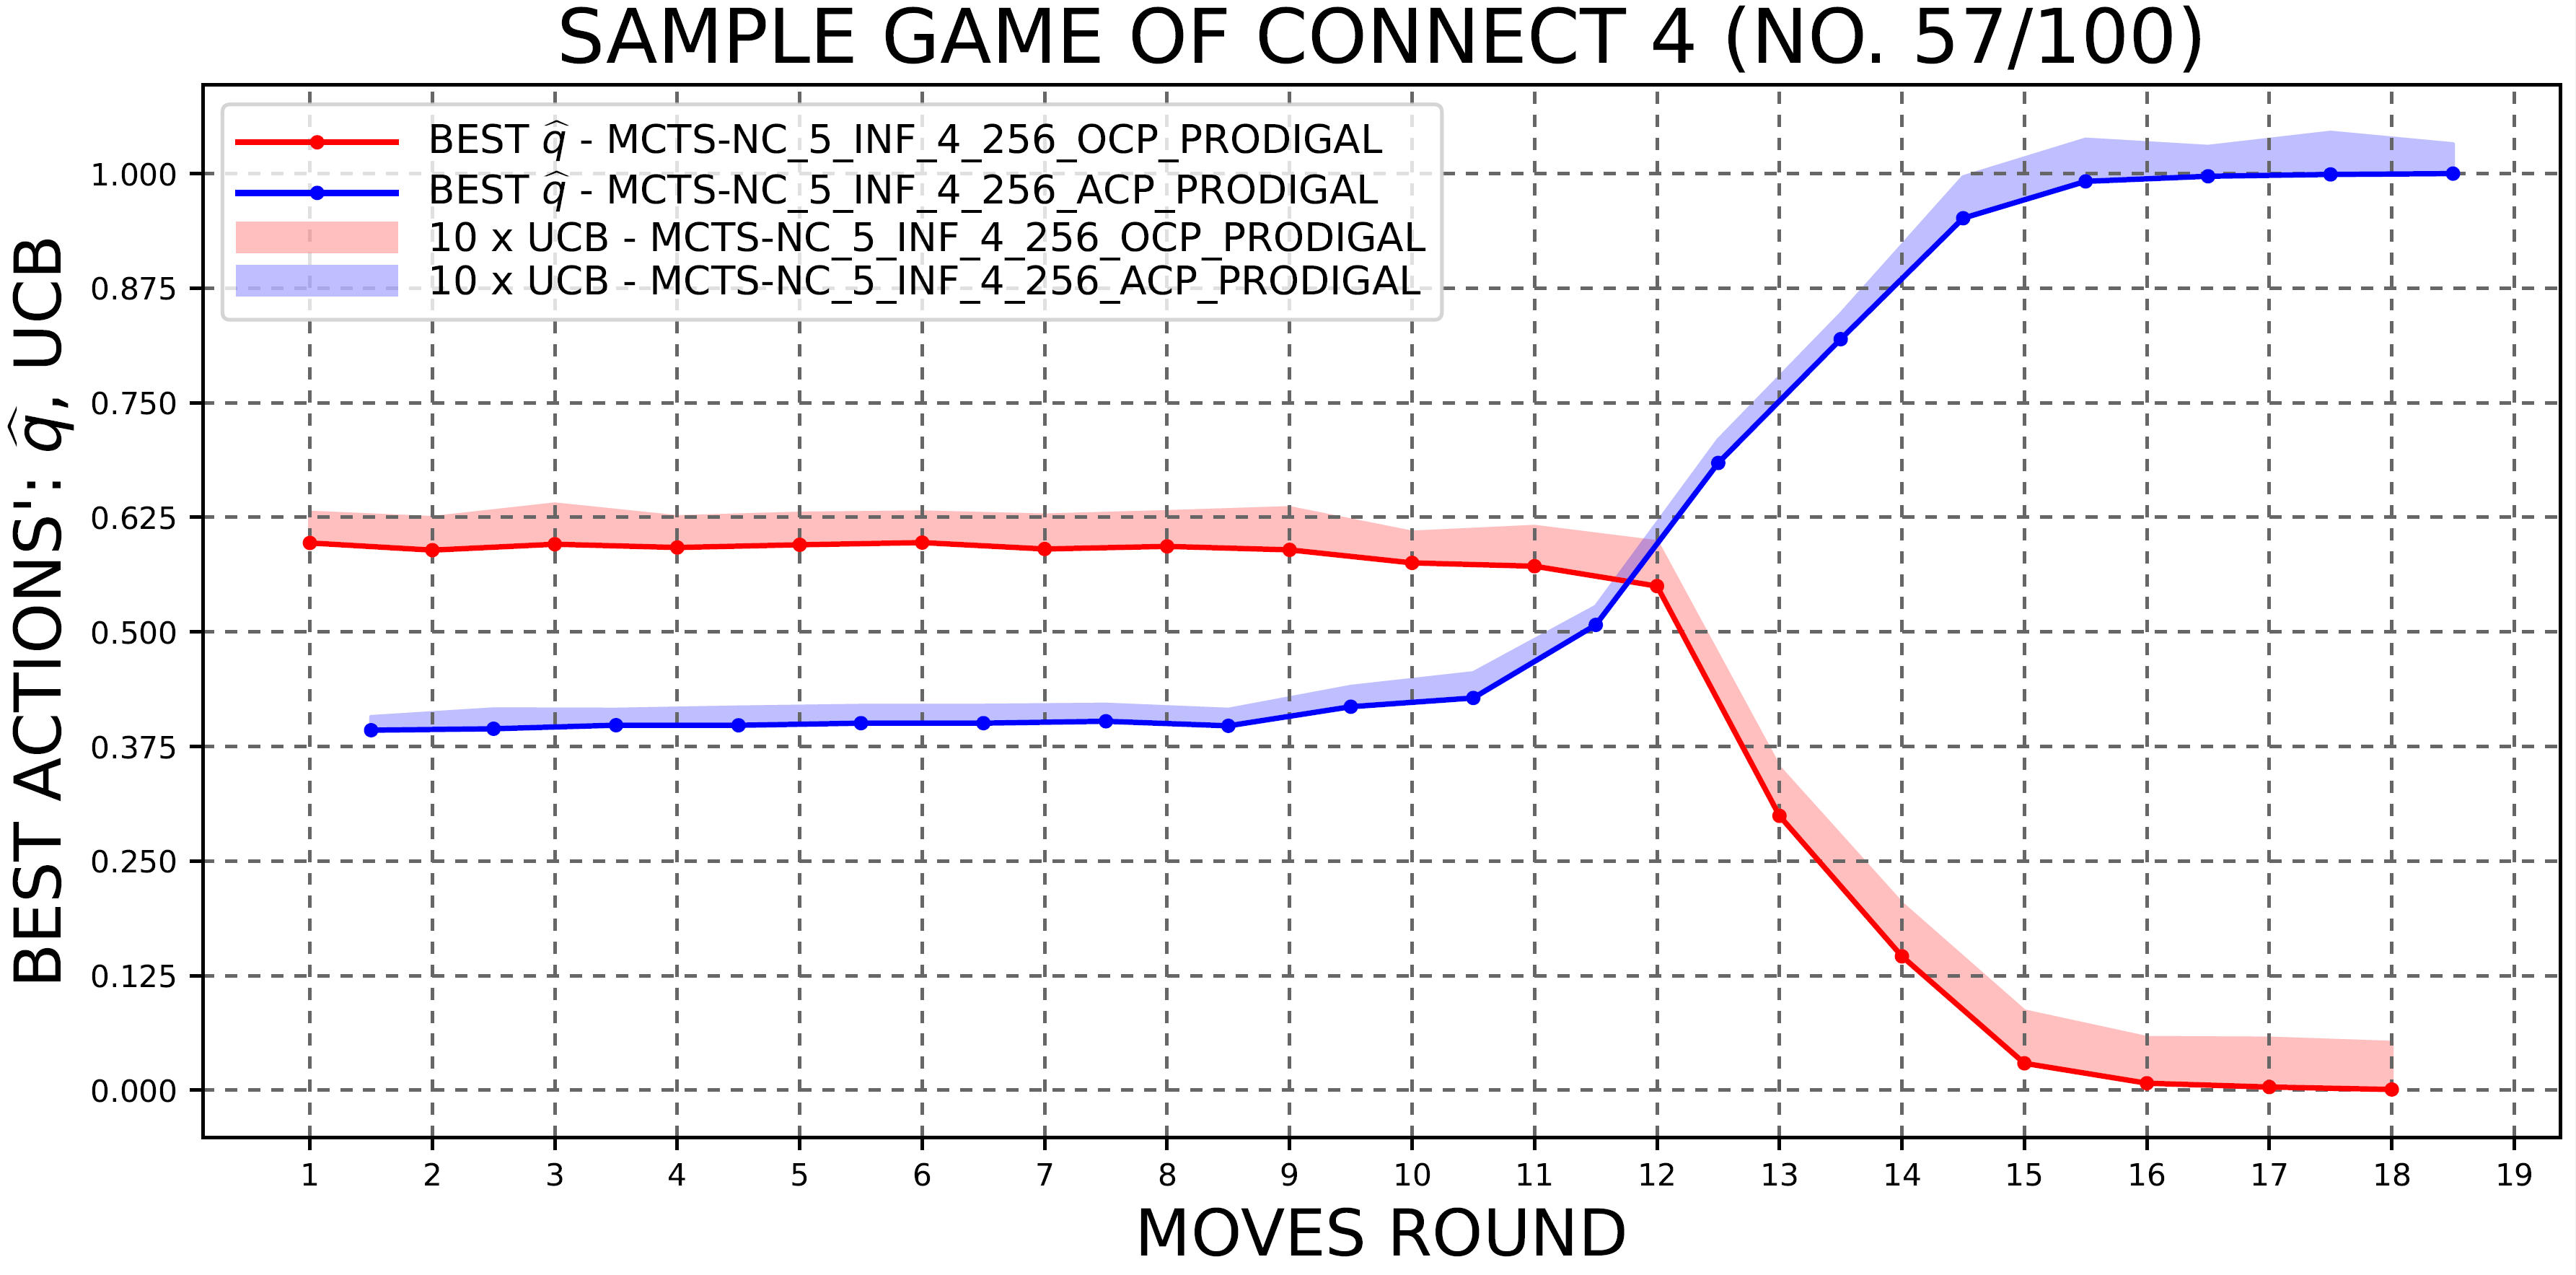 SAMPLE GAME OF CONNECT 4 (NO. 57/100)
BEST q̂ - MCTS-NC_5_INF_4_256_OCP_PRODIGAL
BEST q̂ - MCTS-NC_5_INF_4_256_ACP_PRODIGAL
10 x UCB - MCTS-NC_5_INF_4_256_OCP_PRODIGAL
10 x UCB - MCTS-NC_5_INF_4_256_ACP_PRODIGAL
BEST ACTIONS': q̂, UCB
1.000
0.875
0.750
0.625
0.500
0.375
0.250
0.125
0.000
1 2 3 4 5 6 7 8 9 10 11 12 13 14 15 16 17 18 19
MOVES ROUND